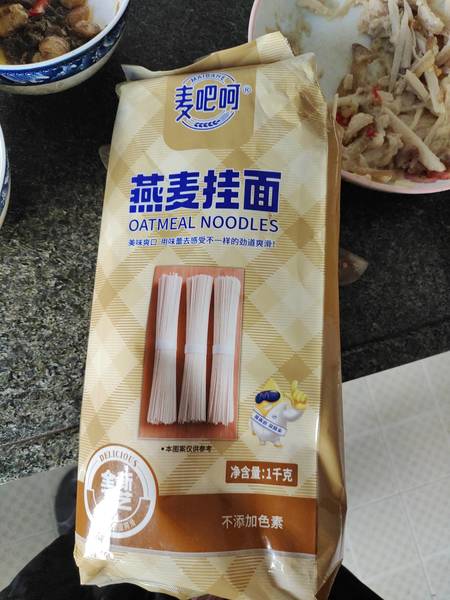 MAIBAHE
麦吧呵®
燕麦挂面
OATMEAL NOODLES
美味爽口 用味蕾去感受不一样的劲道爽滑!
•本图案仅供参考
DELICIOUS
净含量:1千克
不添加色素